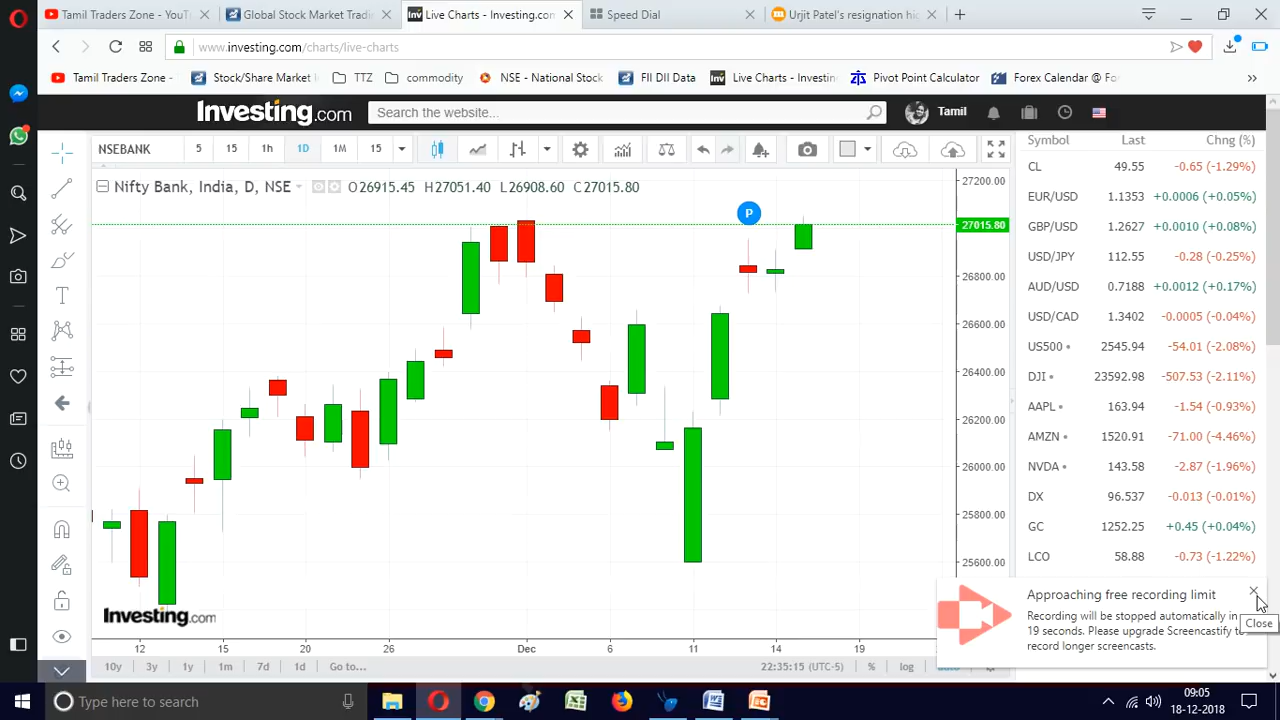 Tamil Traders Zone - YouT
Global Stock Market Tradin
Live Charts - Investing.con
Speed Dial
Urjit Patel's resignation hig
www.investing.com/charts/live-charts
Tamil Traders Zone -
Stock/Share Market I
TTZ
commodity
NSE - National Stock
FII DII Data
Live Charts - Investin
Pivot Point Calculator
Forex Calendar @ Fo
Investing.com
Search the website...
Tamil
NSEBANK
5 15 1h 1D 1M 15
Nifty Bank, India, D, NSE
O26915.45 H27051.40 L26908.60 C27015.80
P
27200.00
27015.80
26800.00
26600.00
26400.00
26200.00
26000.00
25800.00
25600.00
Investing.com
12 15 20 26 Dec 6 11 14 19
10y 3y 1y 1m 7d 1d Go to...
22:35:15 (UTC-5) % log auto
Symbol Last Chng (%)
CL 49.55 -0.65 (-1.29%)
EUR/USD 1.1353 +0.0006 (+0.05%)
GBP/USD 1.2627 +0.0010 (+0.08%)
USD/JPY 112.55 -0.28 (-0.25%)
AUD/USD 0.7188 +0.0012 (+0.17%)
USD/CAD 1.3402 -0.0005 (-0.04%)
US500 2545.94 -54.01 (-2.08%)
DJI 23592.98 -507.53 (-2.11%)
AAPL 163.94 -1.54 (-0.93%)
AMZN 1520.91 -71.00 (-4.46%)
NVDA 143.58 -2.87 (-1.96%)
DX 96.537 -0.013 (-0.01%)
GC 1252.25 +0.45 (+0.04%)
LCO 58.88 -0.73 (-1.22%)
Approaching free recording limit
Recording will be stopped automatically in
19 seconds. Please upgrade Screencastify to
record longer screencasts.
Close
Type here to search
09:05
18-12-2018